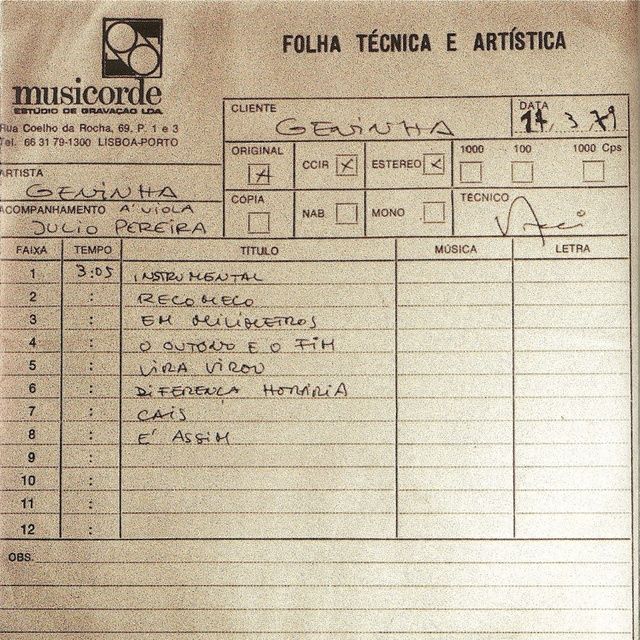 FOLHA TÉCNICA E ARTÍSTICA
musicorde
ESTÚDIO DE GRAVAÇÃO LDA.
Rua Coelho da Rocha, 69. P. 1 e 3
Tel. 66 31 79-1300 LISBOA-PORTO
CLIENTE GENINHA
DATA 3 79
ORIGINAL CCIR X ESTEREO X 1000 100 1000 Cps
ARTISTA
GENINHA
ACOMPANHAMENTO À VIOLA
JULIO PEREIRA
CÓPIA NAB MONO TÉCNICO
FAIXA TEMPO TÍTULO MÚSICA LETRA
1 3:05 INSTRUMENTAL
2 : RECOMECO
3 : EM MILIMETROS
4 : O OUTONO E O FIM
5 : VIRA VIROU
6 : DIFERENÇA HORÁRIA
7 : CAIS
8 : E' ASSIM
9 :
10 :
11 :
12 :
OBS.